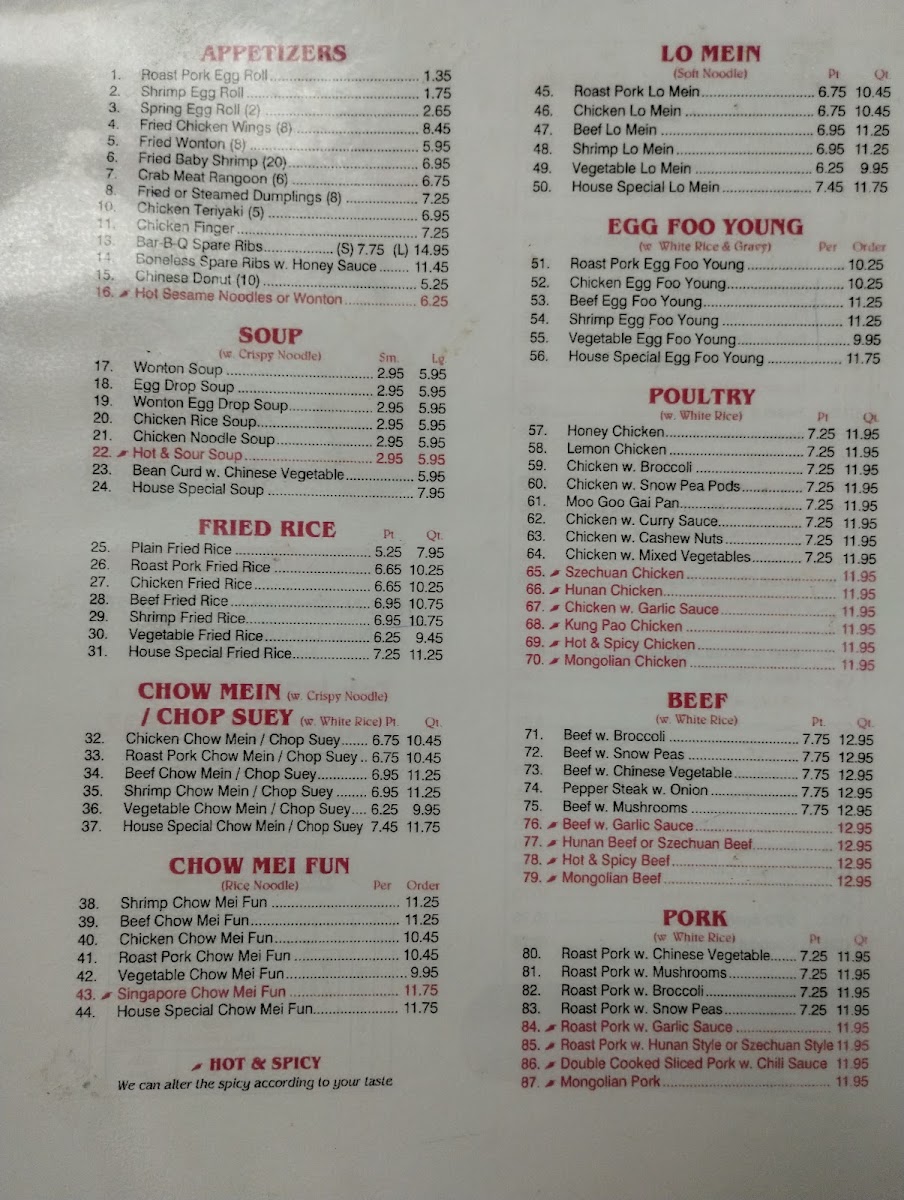 APPETIZERS
1. Roast Pork Egg Roll 1.35
2. Shrimp Egg Roll 1.75
3. Spring Egg Roll (2) 2.65
4. Fried Chicken Wings (8) 8.45
5. Fried Wonton (8) 5.95
6. Fried Baby Shrimp (20) 6.95
7. Crab Meat Rangoon (6) 6.75
8. Fried or Steamed Dumplings (8) 7.25
10. Chicken Teriyaki (5) 6.95
11. Chicken Finger 7.25
13. Bar-B-Q Spare Ribs (S) 7.75 (L) 14.95
14. Boneless Spare Ribs w. Honey Sauce 11.45
15. Chinese Donut (10) 5.25
16. Hot Sesame Noodles or Wonton 6.25
SOUP
(w. Crispy Noodle) Sm. Lg
17. Wonton Soup 2.95 5.95
18. Egg Drop Soup 2.95 5.95
19. Wonton Egg Drop Soup 2.95 5.95
20. Chicken Rice Soup 2.95 5.95
21. Chicken Noodle Soup 2.95 5.95
22. Hot & Sour Soup 2.95 5.95
23. Bean Curd w. Chinese Vegetable 5.95
24. House Special Soup 7.95
FRIED RICE Pt. Qt.
25. Plain Fried Rice 5.25 7.95
26. Roast Pork Fried Rice 6.65 10.25
27. Chicken Fried Rice 6.65 10.25
28. Beef Fried Rice 6.95 10.75
29. Shrimp Fried Rice 6.95 10.75
30. Vegetable Fried Rice 6.25 9.45
31. House Special Fried Rice 7.25 11.25
CHOW MEIN (w. Crispy Noodle)
/ CHOP SUEY (w. White Rice) Pt. Qt.
32. Chicken Chow Mein / Chop Suey 6.75 10.45
33. Roast Pork Chow Mein / Chop Suey 6.75 10.45
34. Beef Chow Mein / Chop Suey 6.95 11.25
35. Shrimp Chow Mein / Chop Suey 6.95 11.25
36. Vegetable Chow Mein / Chop Suey 6.25 9.95
37. House Special Chow Mein / Chop Suey 7.45 11.75
CHOW MEI FUN
(Rice Noodle) Per Order
38. Shrimp Chow Mei Fun 11.25
39. Beef Chow Mei Fun 11.25
40. Chicken Chow Mei Fun 10.45
41. Roast Pork Chow Mei Fun 10.45
42. Vegetable Chow Mei Fun 9.95
43. Singapore Chow Mei Fun 11.75
44. House Special Chow Mei Fun 11.75
HOT & SPICY
We can alter the spicy according to your taste
LO MEIN
(Soft Noodle) Pt Qt
45. Roast Pork Lo Mein 6.75 10.45
46. Chicken Lo Mein 6.75 10.45
47. Beef Lo Mein 6.95 11.25
48. Shrimp Lo Mein 6.95 11.25
49. Vegetable Lo Mein 6.25 9.95
50. House Special Lo Mein 7.45 11.75
EGG FOO YOUNG
(w. White Rice & Gravy) Per Order
51. Roast Pork Egg Foo Young 10.25
52. Chicken Egg Foo Young 10.25
53. Beef Egg Foo Young 11.25
54. Shrimp Egg Foo Young 11.25
55. Vegetable Egg Foo Young 9.95
56. House Special Egg Foo Young 11.75
POULTRY
(w. White Rice) Pt Qt.
57. Honey Chicken 7.25 11.95
58. Lemon Chicken 7.25 11.95
59. Chicken w. Broccoli 7.25 11.95
60. Chicken w. Snow Pea Pods 7.25 11.95
61. Moo Goo Gai Pan 7.25 11.95
62. Chicken w. Curry Sauce 7.25 11.95
63. Chicken w. Cashew Nuts 7.25 11.95
64. Chicken w. Mixed Vegetables 7.25 11.95
65. Szechuan Chicken 11.95
66. Hunan Chicken 11.95
67. Chicken w. Garlic Sauce 11.95
68. Kung Pao Chicken 11.95
69. Hot & Spicy Chicken 11.95
70. Mongolian Chicken 11.95
BEEF
(w. White Rice) Pt. Qt.
71. Beef w. Broccoli 7.75 12.95
72. Beef w. Snow Peas 7.75 12.95
73. Beef w. Chinese Vegetable 7.75 12.95
74. Pepper Steak w. Onion 7.75 12.95
75. Beef w. Mushrooms 7.75 12.95
76. Beef w. Garlic Sauce 12.95
77. Hunan Beef or Szechuan Beef 12.95
78. Hot & Spicy Beef 12.95
79. Mongolian Beef 12.95
PORK
(w. White Rice) Pt Qt
80. Roast Pork w. Chinese Vegetable 7.25 11.95
81. Roast Pork w. Mushrooms 7.25 11.95
82. Roast Pork w. Broccoli 7.25 11.95
83. Roast Pork w. Snow Peas 7.25 11.95
84. Roast Pork w. Garlic Sauce 11.95
85. Roast Pork w. Hunan Style or Szechuan Style 11.95
86. Double Cooked Sliced Pork w. Chili Sauce 11.95
87. Mongolian Pork 11.95